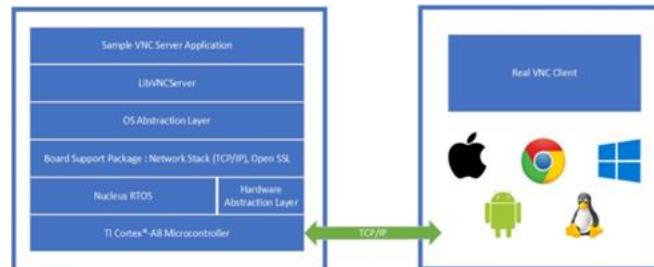 Sample VNC Server Application
LibVNCServer
OS Abstraction Layer
Board Support Package : Network Stack (TCP/IP), Open SSL
Nucleus RTOS
Hardware
Abstraction Layer
TI Cortex®-A8 Microcontroller
TCP/IP
Real VNC Client